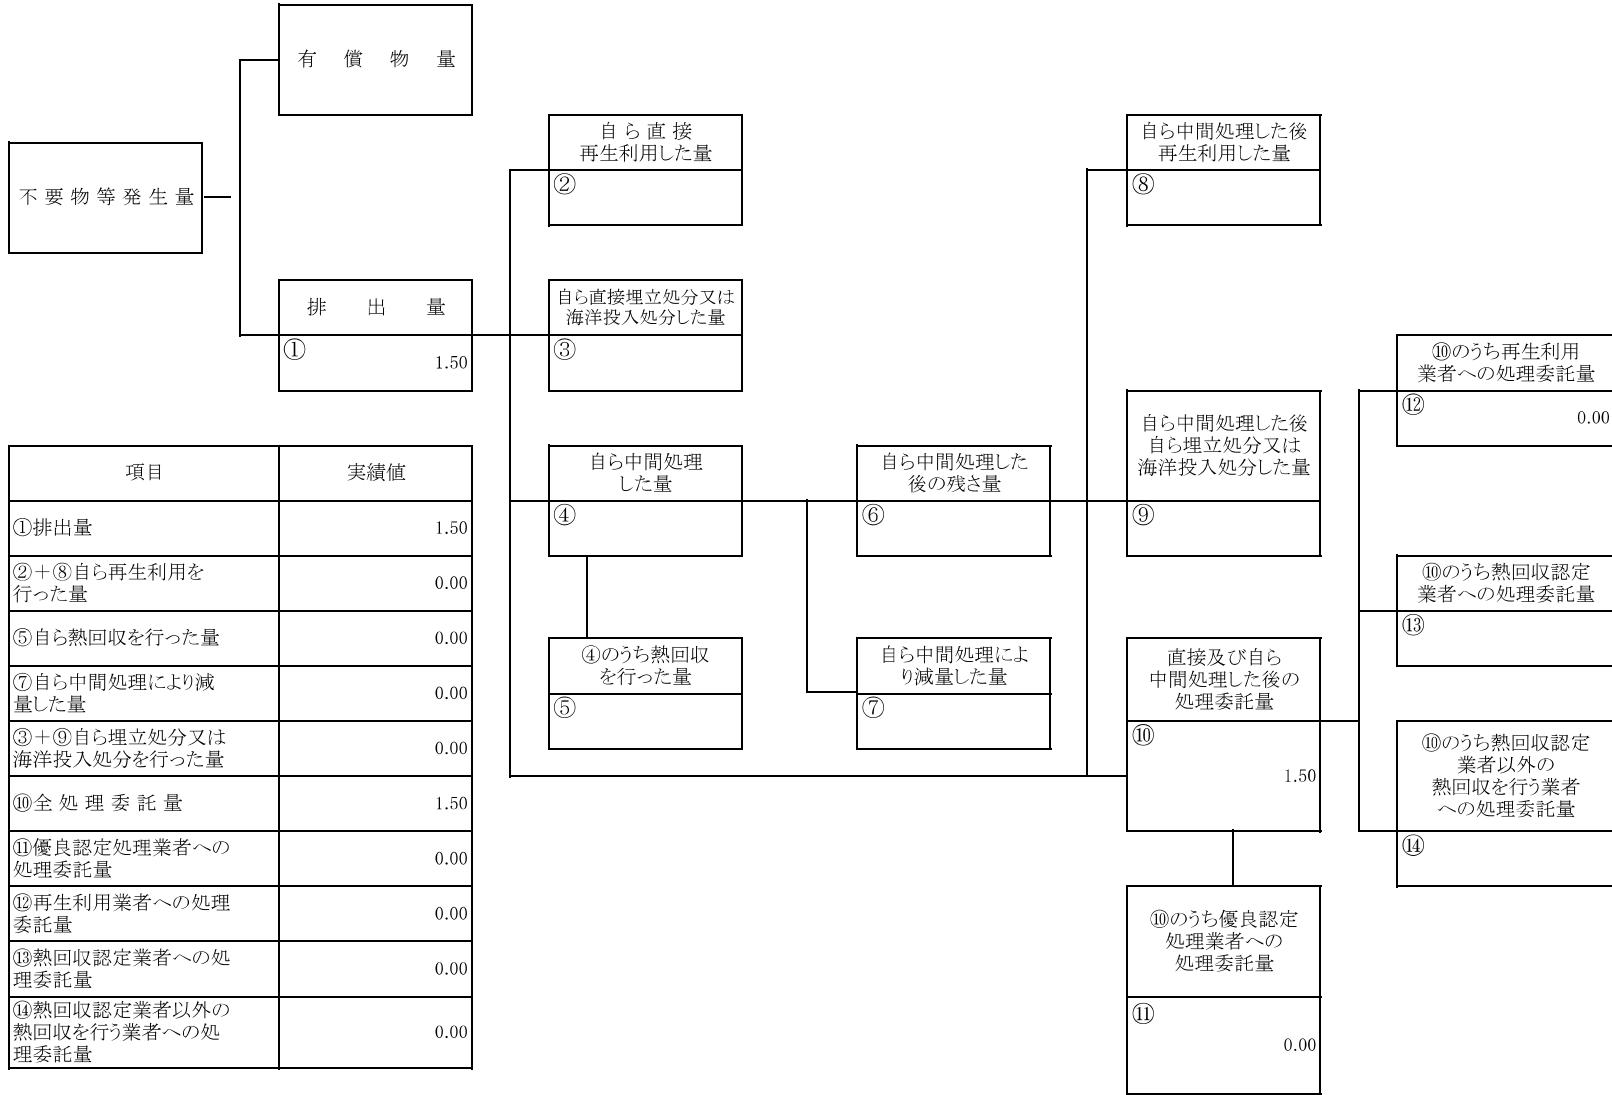 有償物量
不要物等発生量
排出量
①
1.50
自ら直接
再生利用した量
②
自ら直接埋立処分又は
海洋投入処分した量
③
自ら中間処理
した量
④
④のうち熱回収
を行った量
⑤
自ら中間処理した
後の残さ量
⑥
自ら中間処理によ
り減量した量
⑦
自ら中間処理した後
再生利用した量
⑧
自ら中間処理した後
自ら埋立処分又は
海洋投入処分した量
⑨
直接及び自ら
中間処理した後の
処理委託量
⑩
1.50
⑩のうち優良認定
処理業者への
処理委託量
⑪
0.00
⑩のうち再生利用
業者への処理委託量
⑫
0.00
⑩のうち熱回収認定
業者への処理委託量
⑬
⑩のうち熱回収認定
業者以外の
熱回収を行う業者
への処理委託量
⑭
項目 実績値
①排出量 1.50
②+⑧自ら再生利用を
行った量 0.00
⑤自ら熱回収を行った量 0.00
⑦自ら中間処理により減
量した量 0.00
③+⑨自ら埋立処分又は
海洋投入処分を行った量 0.00
⑩全処理委託量 1.50
⑪優良認定処理業者への
処理委託量 0.00
⑫再生利用業者への処理
委託量 0.00
⑬熱回収認定業者への処
理委託量 0.00
⑭熱回収認定業者以外の
熱回収を行う業者への処
理委託量 0.00